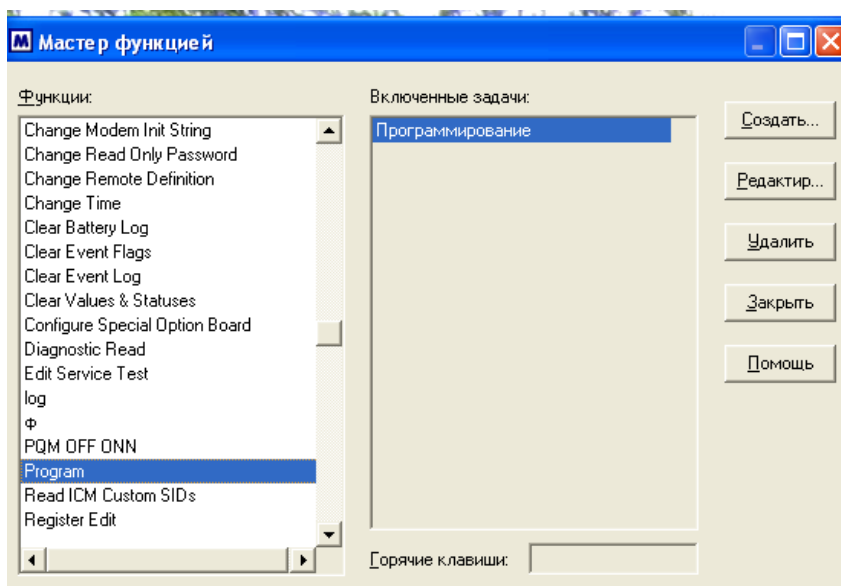 Мастер функцией
Функции:
Change Modem Init String
Change Read Only Password
Change Remote Definition
Change Time
Clear Battery Log
Clear Event Flags
Clear Event Log
Clear Values & Statuses
Configure Special Option Board
Diagnostic Read
Edit Service Test
log
Ф
PQM OFF ONN
Program
Read ICM Custom SIDs
Register Edit
Включенные задачи:
Программирование
Горячие клавиши:
Создать...
Редактир...
Удалить
Закрыть
Помощь